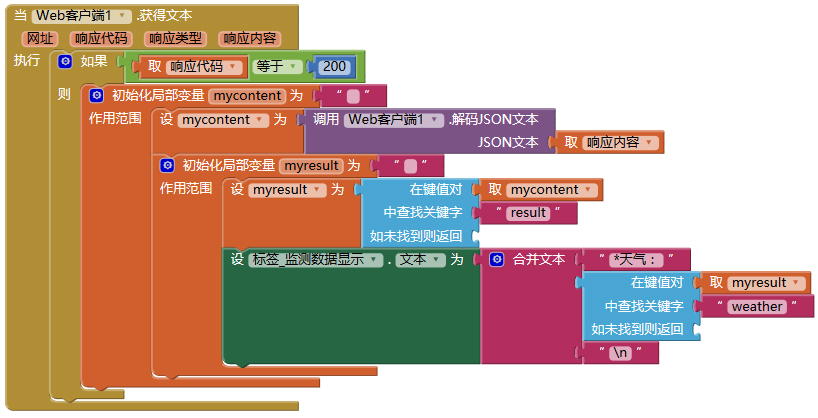 当 Web客户端1 .获得文本
网址 响应代码 响应类型 响应内容
执行 如果 取 响应代码 等于 200
则 初始化局部变量 mycontent 为 “ ”
作用范围 设 mycontent 为 调用 Web客户端1 .解码JSON文本
JSON文本 取 响应内容
初始化局部变量 myresult 为 “ ”
作用范围 设 myresult 为 在键值对 取 mycontent
中查找关键字 “ result ”
如未找到则返回
设 标签_监测数据显示 . 文本 为 合并文本 “ *天气： ”
在键值对 取 myresult
中查找关键字 “ weather ”
如未找到则返回
“ \n ”